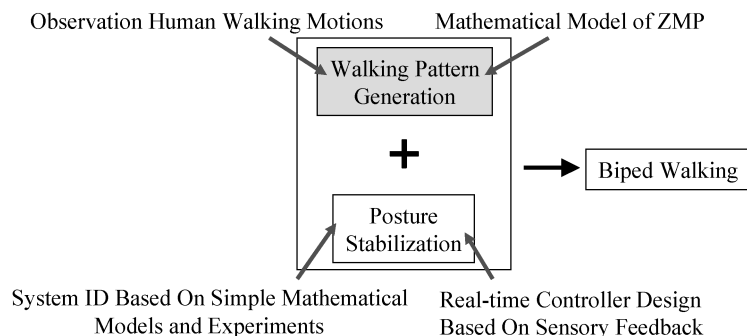 Observation Human Walking Motions
Mathematical Model of ZMP
Walking Pattern
Generation
+
Biped Walking
Posture
Stabilization
System ID Based On Simple Mathematical
Models and Experiments
Real-time Controller Design
Based On Sensory Feedback